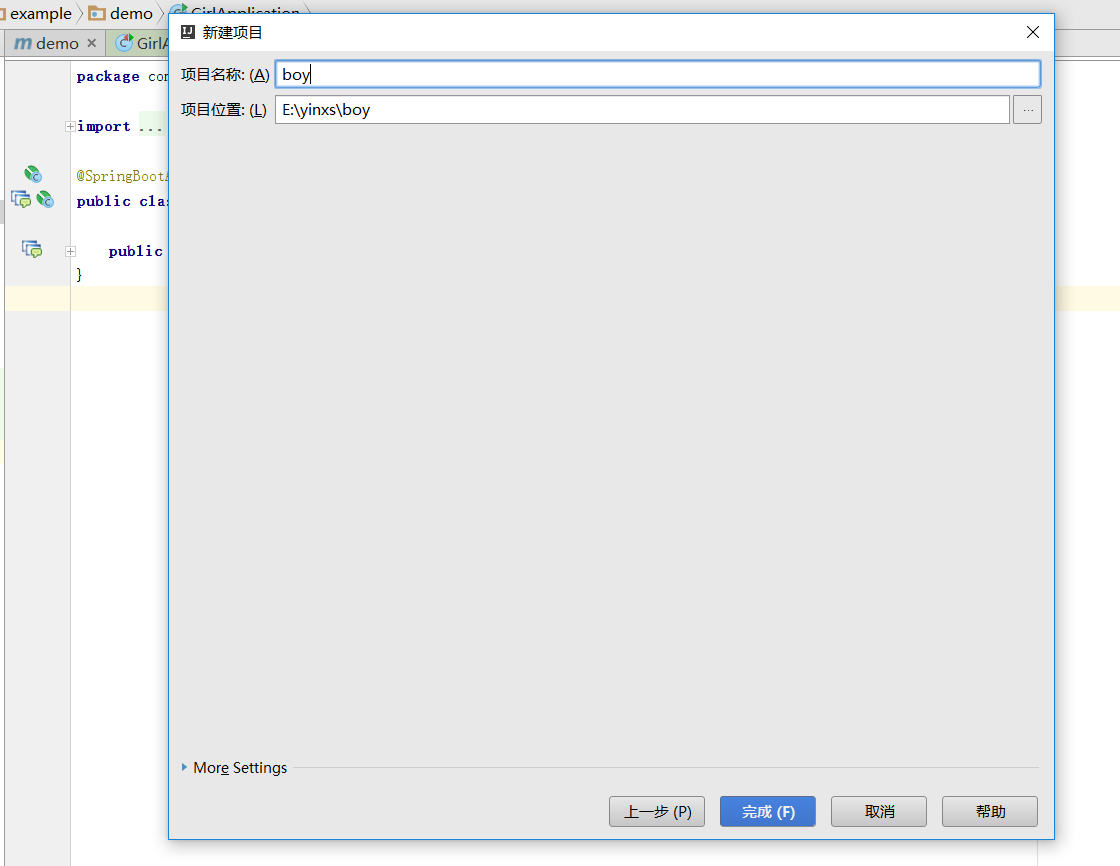 example demo GirlApplication
m demo GirlA
新建项目
项目名称: (A) boy
项目位置: (L) E:\yinxs\boy ...
package com
import ...
@SpringBootA
public clas
public
}
More Settings
上一步 (P) 完成 (F) 取消 帮助